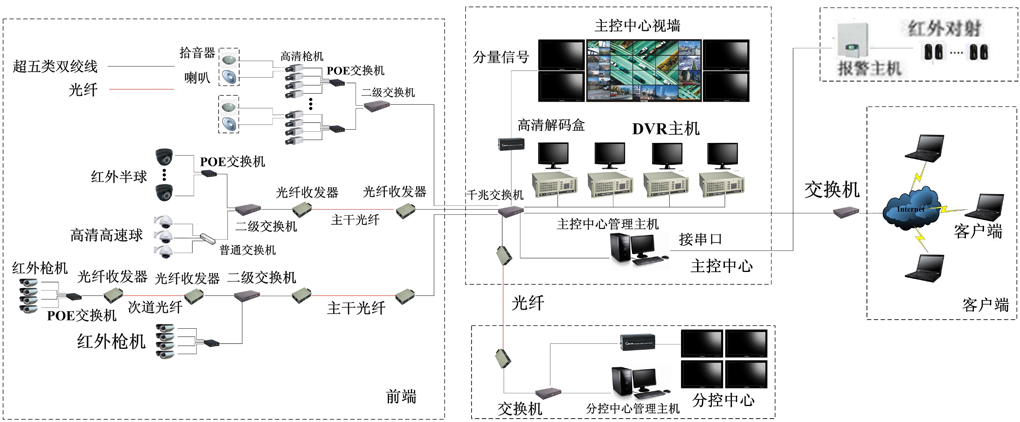 超五类双绞线
光纤
拾音器
喇叭
高清枪机
POE交换机
二级交换机
POE交换机
红外半球
二级交换机
光纤收发器
主干光纤
光纤收发器
高清高速球
普通交换机
红外枪机
POE交换机
光纤收发器
次道光纤
光纤收发器
二级交换机
主干光纤
红外枪机
前端
主控中心视墙
分量信号
高清解码盒
DVR主机
千兆交换机
主控中心管理主机
接串口
主控中心
光纤
交换机
分控中心管理主机
分控中心
红外对射
报警主机
交换机
Internet
客户端
客户端